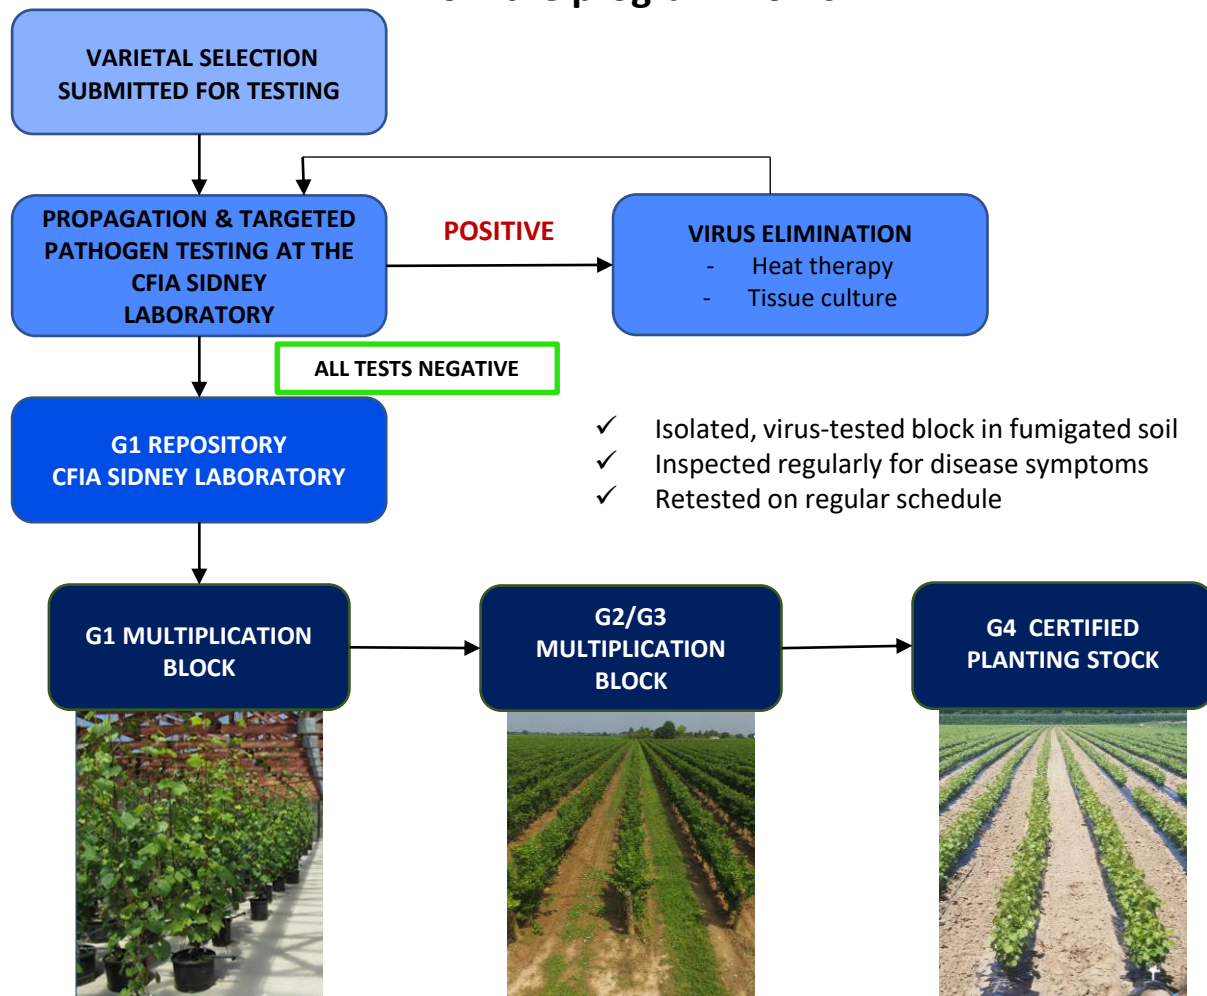 VARIETAL SELECTION
SUBMITTED FOR TESTING
PROPAGATION & TARGETED
PATHOGEN TESTING AT THE
CFIA SIDNEY
LABORATORY
POSITIVE
VIRUS ELIMINATION
- Heat therapy
- Tissue culture
ALL TESTS NEGATIVE
G1 REPOSITORY
CFIA SIDNEY LABORATORY
✓ Isolated, virus-tested block in fumigated soil
✓ Inspected regularly for disease symptoms
✓ Retested on regular schedule
G1 MULTIPLICATION
BLOCK
G2/G3
MULTIPLICATION
BLOCK
G4 CERTIFIED
PLANTING STOCK